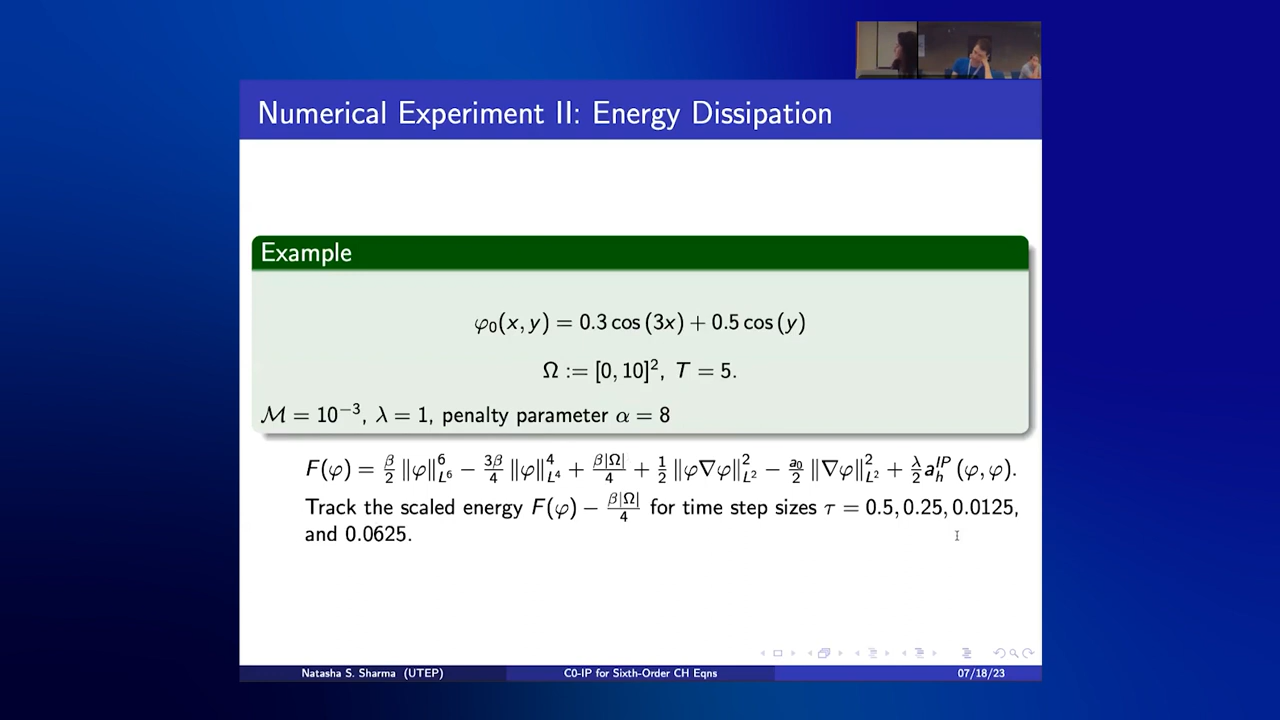 Numerical Experiment II: Energy Dissipation
Example
φ₀(x, y) = 0.3 cos (3x) + 0.5 cos (y)
Ω := [0, 10]², T = 5.
ℳ = 10⁻³, λ = 1, penalty parameter α = 8
F(φ) = β/2 ‖φ‖⁶_{L⁶} − 3β/4 ‖φ‖⁴_{L⁴} + β|Ω|/4 + 1/2 ‖φ∇φ‖²_{L²} − a₀/2 ‖∇φ‖²_{L²} + λ/2 a_h^{IP} (φ, φ).
Track the scaled energy F(φ) − β|Ω|/4 for time step sizes τ = 0.5, 0.25, 0.0125,
and 0.0625.
Natasha S. Sharma (UTEP) C0-IP for Sixth-Order CH Eqns 07/18/23